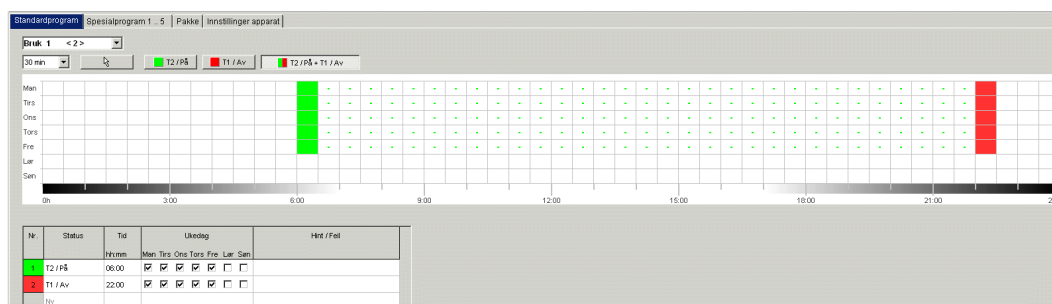 Standardprogram Spesialprogram 1 .. 5 Pakke Innstillinger apparat
Bruk 1 < 2 >
30 min T2 / På T1 / Av T2 / På + T1 / Av
Man
Tirs
Ons
Tors
Fre
Lør
Søn
0h 3:00 6:00 9:00 12:00 15:00 18:00 21:00 2
Nr. Status Tid Ukedag Hint / Feil
hh:mm Man Tirs Ons Tors Fre Lør Søn
1 T2 / På 06:00
2 T1 / Av 22:00
Ny